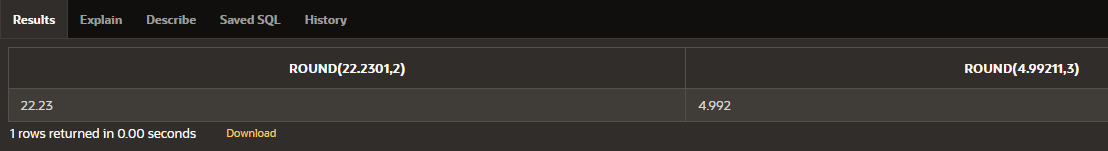 Results Explain Describe Saved SQL History
ROUND(22.2301,2) ROUND(4.99211,3)
22.23 4.992
1 rows returned in 0.00 seconds Download